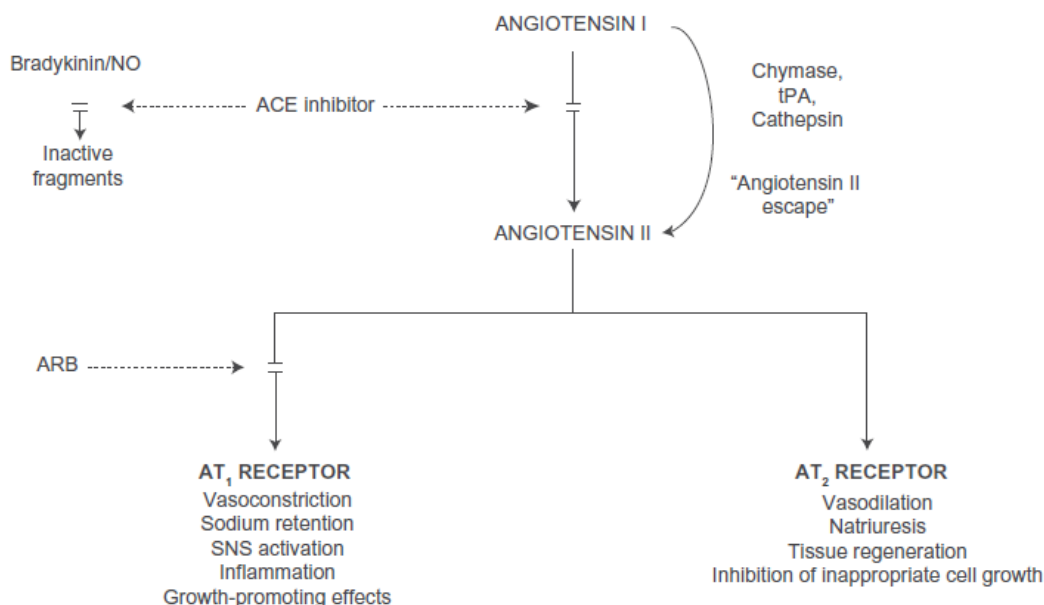 ANGIOTENSIN I
Bradykinin/NO
Chymase,
tPA,
Cathepsin
ACE inhibitor
Inactive
fragments
“Angiotensin II
escape”
ANGIOTENSIN II
ARB
AT₁ RECEPTOR
Vasoconstriction
Sodium retention
SNS activation
Inflammation
Growth-promoting effects
AT₂ RECEPTOR
Vasodilation
Natriuresis
Tissue regeneration
Inhibition of inappropriate cell growth